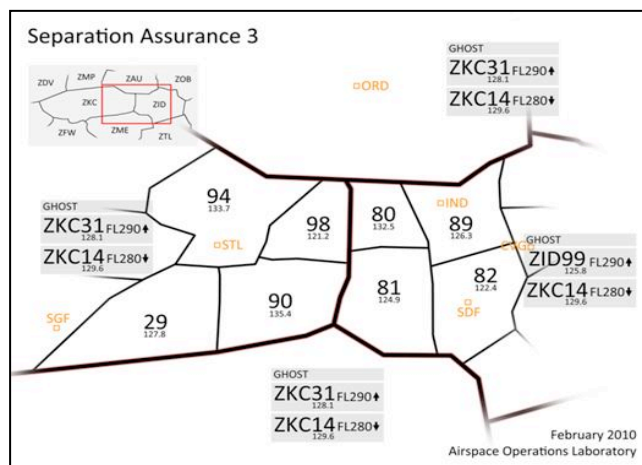 Separation Assurance 3
ZDV
ZMP
ZAU
ZOB
ZKC
ZID
ZFW
ZME
ZTL
ORD
GHOST
ZKC31 FL290⬆
128.1
ZKC14 FL280⬇
129.6
94
133.7
98
121.2
80
132.5
IND
89
126.3
GHOST
ZKC31 FL290⬆
128.1
ZKC14 FL280⬇
129.6
STL
GHOST
ZID99 FL290⬆
125.8
ZKC14 FL280⬇
129.6
82
122.4
SDF
81
124.9
90
135.4
SGF
29
127.8
GHOST
ZKC31 FL290⬆
128.1
ZKC14 FL280⬇
129.6
February 2010
Airspace Operations Laboratory